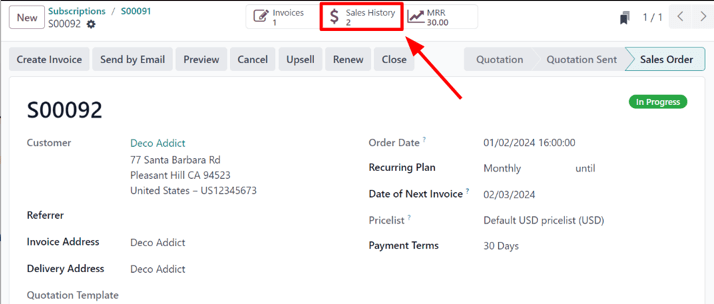 New
Subscriptions / S00091
S00092
Invoices
1
Sales History
2
MRR
30.00
1 / 1
Create Invoice
Send by Email
Preview
Cancel
Upsell
Renew
Close
Quotation
Quotation Sent
Sales Order
In Progress
S00092
Customer
Deco Addict
77 Santa Barbara Rd
Pleasant Hill CA 94523
United States – US12345673
Referrer
Invoice Address Deco Addict
Delivery Address Deco Addict
Quotation Template
Order Date ? 01/02/2024 16:00:00
Recurring Plan Monthly until
Date of Next Invoice ? 02/03/2024
Pricelist ? Default USD pricelist (USD)
Payment Terms 30 Days